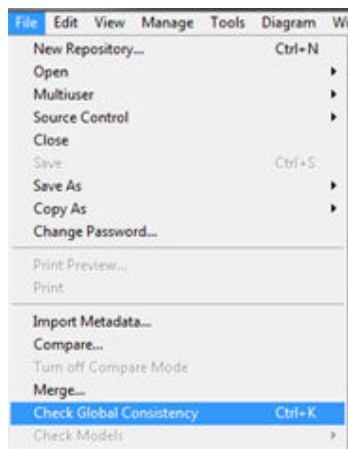 File Edit View Manage Tools Diagram
New Repository... Ctrl+N
Open
Multiuser
Source Control
Close
Save Ctrl+S
Save As
Copy As
Change Password...
Print Preview...
Print
Import Metadata...
Compare...
Turn off Compare Mode
Merge...
Check Global Consistency Ctrl+K
Check Models